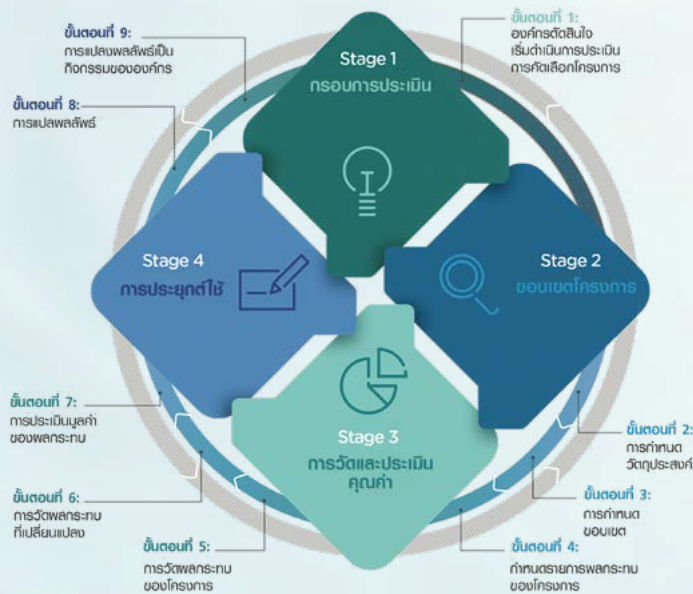 Stage 1
กรอบการประเมิน
Stage 2
ขอบเขตโครงการ
Stage 3
การวัดและประเมิน
คุณค่า
Stage 4
การประยุกต์ใช้
ขั้นตอนที่ 1:
องค์กรตัดสินใจ
เริ่มดำเนินการประเมิน
การคัดเลือกโครงการ
ขั้นตอนที่ 2:
การกำหนด
วัตถุประสงค์
ขั้นตอนที่ 3:
การกำหนด
ขอบเขต
ขั้นตอนที่ 4:
กำหนดรายการผลกระทบ
ของโครงการ
ขั้นตอนที่ 5:
การวัดผลกระทบ
ของโครงการ
ขั้นตอนที่ 6:
การวัดผลกระทบ
ที่เปลี่ยนแปลง
ขั้นตอนที่ 7:
การประเมินมูลค่า
ของผลกระทบ
ขั้นตอนที่ 8:
การแปลผลลัพธ์
ขั้นตอนที่ 9:
การแปลงผลลัพธ์เป็น
กิจกรรมขององค์กร